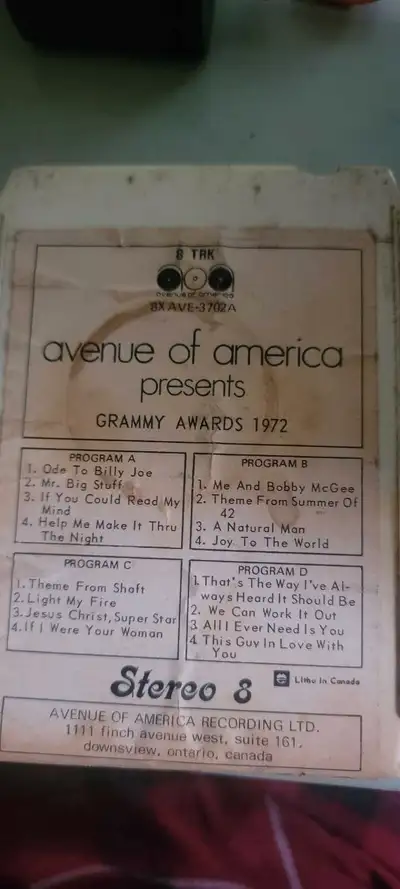 8 TRK
avenue of america
8XAVE-3702A
avenue of america
presents
GRAMMY AWARDS 1972
PROGRAM A
1. Ode To Billy Joe
2. Mr. Big Stuff
3. If You Could Read My
Mind
4. Help Me Make It Thru
The Night
PROGRAM B
1. Me And Bobby McGee
2. Theme From Summer Of
42
3. A Natural Man
4. Joy To The World
PROGRAM C
1. Theme From Shaft
2. Light My Fire
3. Jesus Christ, Super Star
4. If I Were Your Woman
PROGRAM D
1. That's The Way I've Al-
ways Heard It Should Be
2. We Can Work It Out
3. All I Ever Need Is You
4. This Guy In Love With
You
Stereo 8
Litho in Canada
AVENUE OF AMERICA RECORDING LTD.
1111 finch avenue west, suite 161.
downsview, ontario, canada